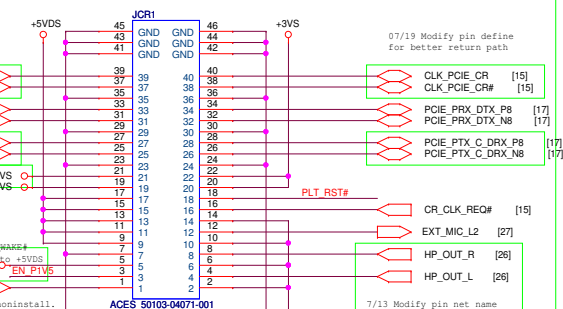 JCR1
+5VDS
+3VS
45 GND GND 46
43 GND GND 44
41 GND GND 42
07/19 Modify pin define
for better return path
39 39 40 40 CLK_PCIE_CR [15]
37 37 38 38 CLK_PCIE_CR# [15]
35 35 36 36
33 33 34 34 PCIE_PRX_DTX_P8 [17]
31 31 32 32 PCIE_PRX_DTX_N8 [17]
29 29 30 30
27 27 28 28 PCIE_PTX_C_DRX_P8 [17]
25 25 26 26 PCIE_PTX_C_DRX_N8 [17]
23 23 24 24
VS 21 21 22 22
VS 19 19 20 20
17 17 18 18 PLT_RST#
15 15 16 16 CR_CLK_REQ# [15]
13 13 14 14
11 11 12 12 EXT_MIC_L2 [27]
9 9 10 10
WAKE# 7 7 8 8 HP_OUT_R [26]
to +5VDS 5 5 6 6
EN_P1V5 3 3 4 4 HP_OUT_L [26]
1 1 2 2
noninstall.
ACES 50103-04071-001
7/13 Modify pin net name